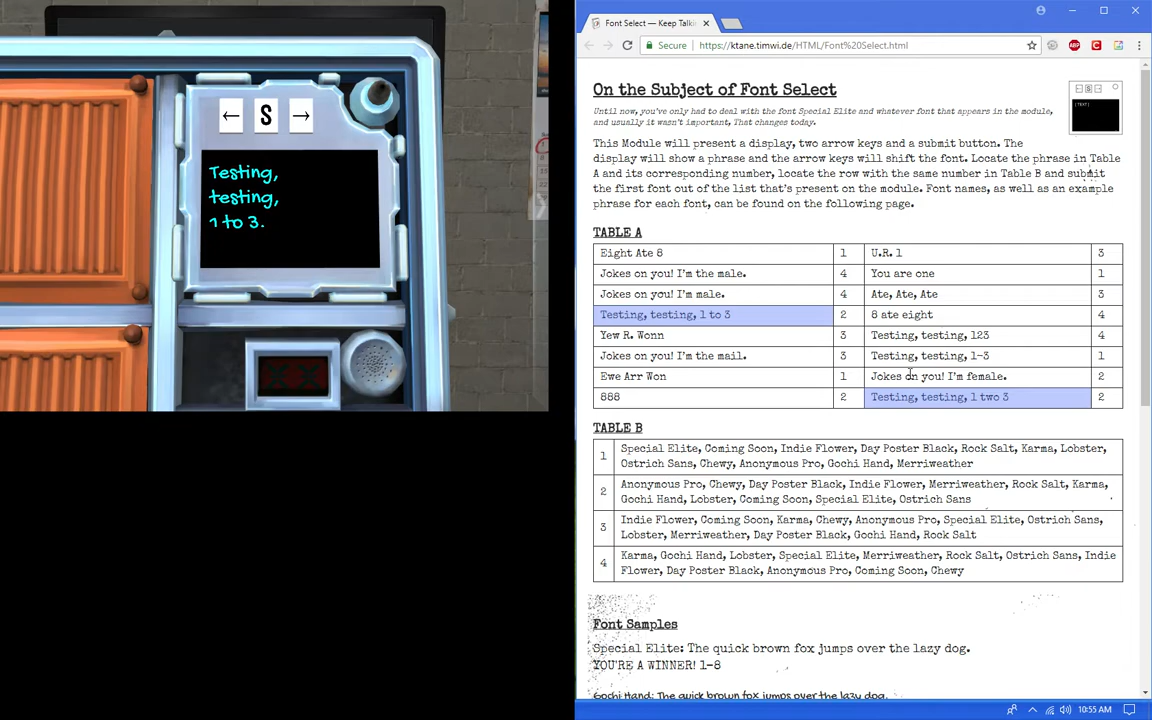 ← S →
Testing,
testing,
1 to 3.
Font Select — Keep Talki
Secure
https://ktane.timwi.de/HTML/Font%20Select.html
On the Subject of Font Select
Until now, you've only had to deal with the font Special Elite and whatever font that appears in the module,
and usually it wasn't important, That changes today.
This Module will present a display, two arrow keys and a submit button. The
display will show a phrase and the arrow keys will shift the font. Locate the phrase in Table
A and its corresponding number, locate the row with the same number in Table B and submit
the first font out of the list that's present on the module. Font names, as well as an example
phrase for each font, can be found on the following page.
← S →
[TEXT]
TABLE A
Eight Ate 8 1 U.R. 1 3
Jokes on you! I'm the male. 4 You are one 1
Jokes on you! I'm male. 4 Ate, Ate, Ate 3
Testing, testing, 1 to 3 2 8 ate eight 4
Yew R. Wonn 3 Testing, testing, 123 4
Jokes on you! I'm the mail. 3 Testing, testing, 1-3 1
Ewe Arr Won 1 Jokes on you! I'm female. 2
888 2 Testing, testing, 1 two 3 2
TABLE B
1 Special Elite, Coming Soon, Indie Flower, Day Poster Black, Rock Salt, Karma, Lobster,
Ostrich Sans, Chewy, Anonymous Pro, Gochi Hand, Merriweather
2 Anonymous Pro, Chewy, Day Poster Black, Indie Flower, Merriweather, Rock Salt, Karma,
Gochi Hand, Lobster, Coming Soon, Special Elite, Ostrich Sans
3 Indie Flower, Coming Soon, Karma, Chewy, Anonymous Pro, Special Elite, Ostrich Sans,
Lobster, Merriweather, Day Poster Black, Gochi Hand, Rock Salt
4 Karma, Gochi Hand, Lobster, Special Elite, Merriweather, Rock Salt, Ostrich Sans, Indie
Flower, Day Poster Black, Anonymous Pro, Coming Soon, Chewy
Font Samples
Special Elite: The quick brown fox jumps over the lazy dog.
YOU'RE A WINNER! 1-8
Gochi Hand: The quick brown fox jumps over the lazy dog.
10:55 AM